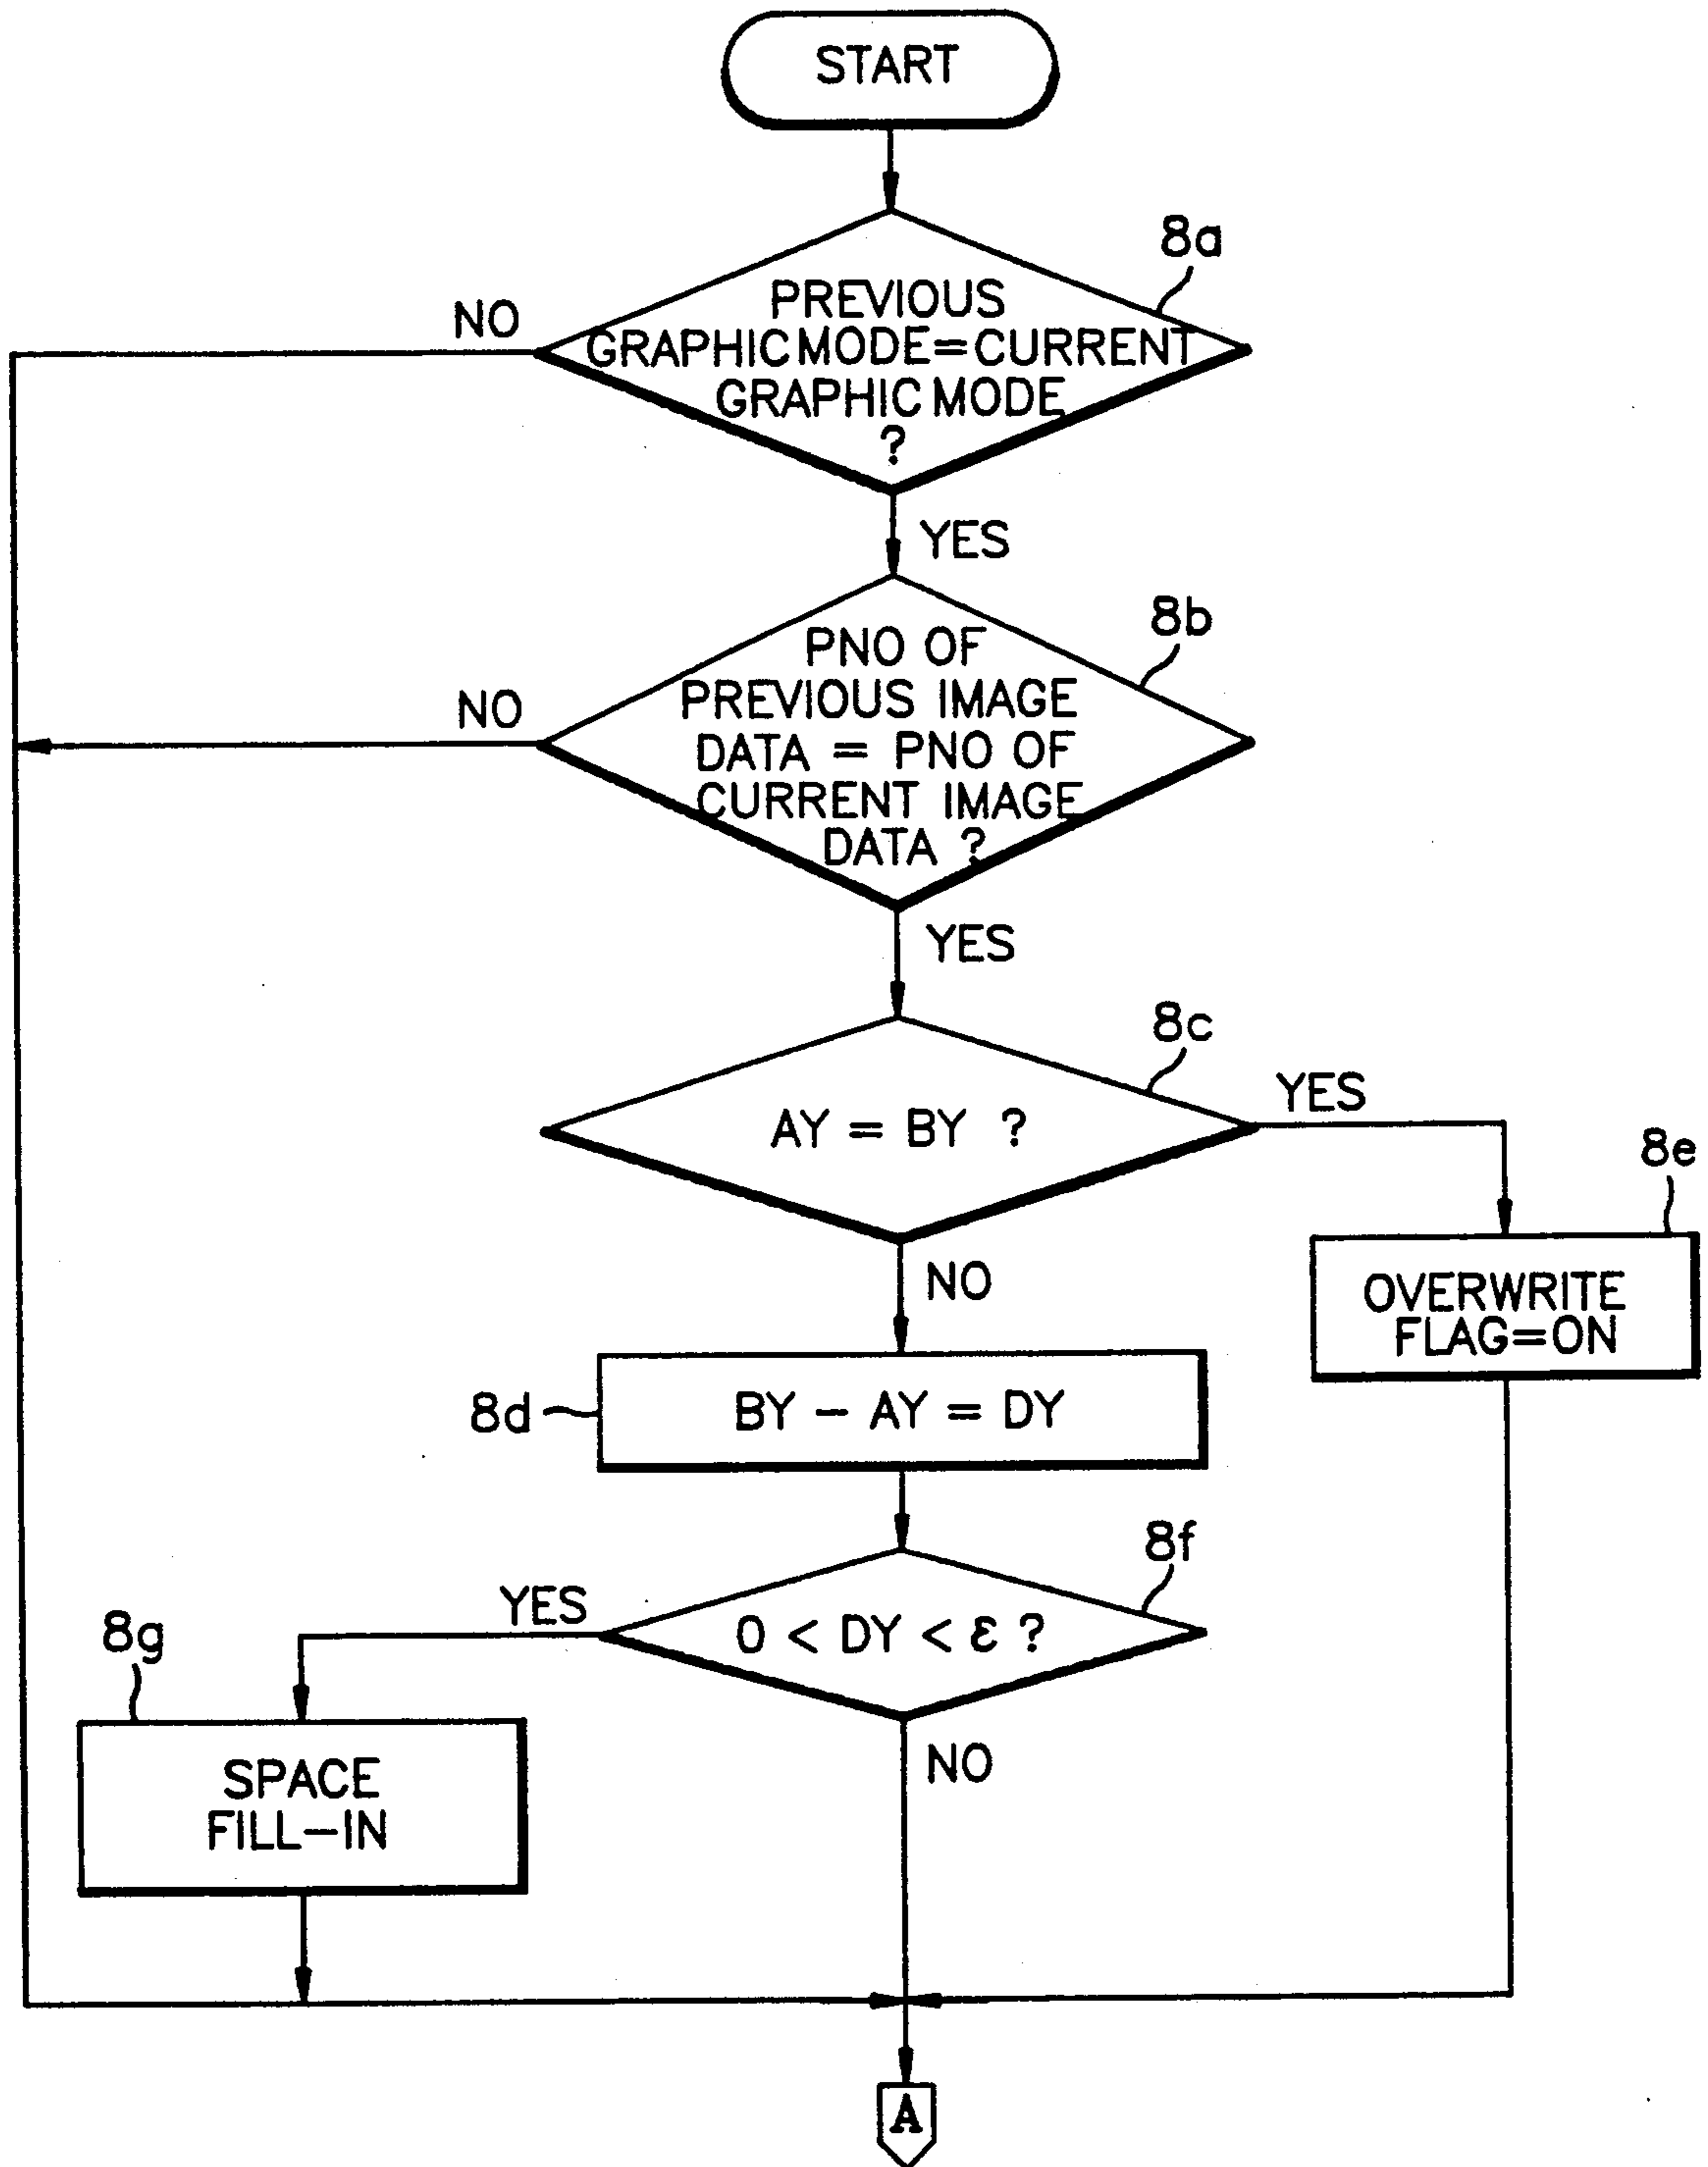 START
8a
PREVIOUS
GRAPHIC MODE=CURRENT
GRAPHIC MODE
?
NO
YES
8b
PNO OF
PREVIOUS IMAGE
DATA = PNO OF
CURRENT IMAGE
DATA ?
NO
YES
8c
AY = BY ?
YES
8e
OVERWRITE
FLAG=ON
NO
8d
BY - AY = DY
8f
0 < DY < ε ?
YES
8g
SPACE
FILL-IN
NO
A